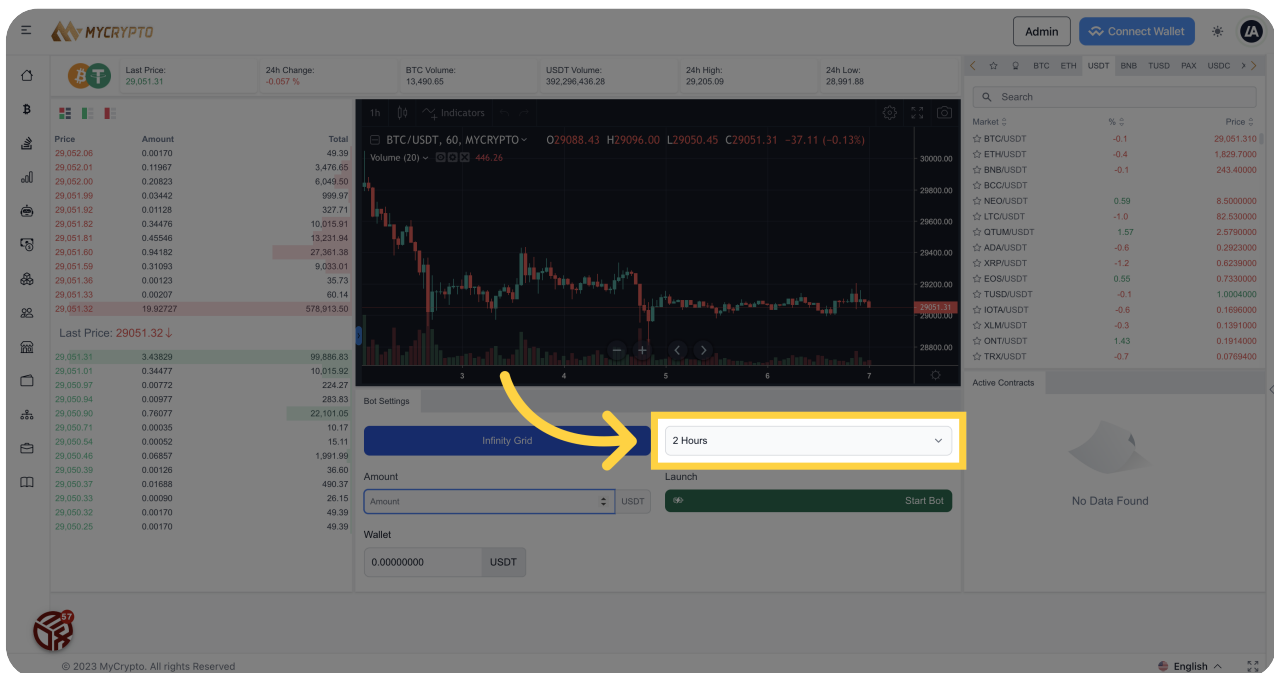 MYCRYPTO
Admin
Connect Wallet
Last Price:
29,051.31
24h Change:
-0.057 %
BTC Volume:
13,490.65
USDT Volume:
392,296,436.28
24h High:
29,205.09
24h Low:
28,991.88
BTC ETH USDT BNB TUSD PAX USDC
Search
Market % Price
BTC/USDT -0.1 29,051.310
ETH/USDT -0.4 1,829.7000
BNB/USDT -0.1 243.40000
BCC/USDT
NEO/USDT 0.59 8.5000000
LTC/USDT -1.0 82.530000
QTUM/USDT 1.57 2.5790000
ADA/USDT -0.6 0.2923000
XRP/USDT -1.2 0.6239000
EOS/USDT 0.55 0.7330000
TUSD/USDT -0.1 1.0004000
IOTA/USDT -0.6 0.1696000
XLM/USDT -0.3 0.1391000
ONT/USDT 1.43 0.1914000
TRX/USDT -0.7 0.0769400
Price Amount Total
29,052.06 0.00170 49.39
29,052.01 0.11967 3,476.65
29,052.00 0.20823 6,049.50
29,051.99 0.03442 999.97
29,051.92 0.01128 327.71
29,051.82 0.34476 10,015.91
29,051.81 0.45546 13,231.94
29,051.60 0.94182 27,361.38
29,051.59 0.31093 9,033.01
29,051.36 0.00123 35.73
29,051.33 0.00207 60.14
29,051.32 19.92727 578,913.50
Last Price: 29051.32↓
29,051.31 3.43829 99,886.83
29,051.01 0.34477 10,015.92
29,050.97 0.00772 224.27
29,050.94 0.00977 283.83
29,050.90 0.76077 22,101.05
29,050.71 0.00035 10.17
29,050.54 0.00052 15.11
29,050.46 0.06857 1,991.99
29,050.39 0.00126 36.60
29,050.37 0.01688 490.37
29,050.33 0.00090 26.15
29,050.32 0.00170 49.39
29,050.25 0.00170 49.39
1h Indicators
BTC/USDT, 60, MYCRYPTO O29088.43 H29096.00 L29050.45 C29051.31 -37.11 (-0.13%)
Volume (20) 446.26
30000.00
29800.00
29600.00
29400.00
29200.00
29051.31
29000.00
28800.00
3 4 5 6 7
Bot Settings
Infinity Grid
2 Hours
Amount
Launch
Amount USDT
Start Bot
Wallet
0.00000000 USDT
Active Contracts
No Data Found
57
© 2023 MyCrypto. All rights Reserved
English